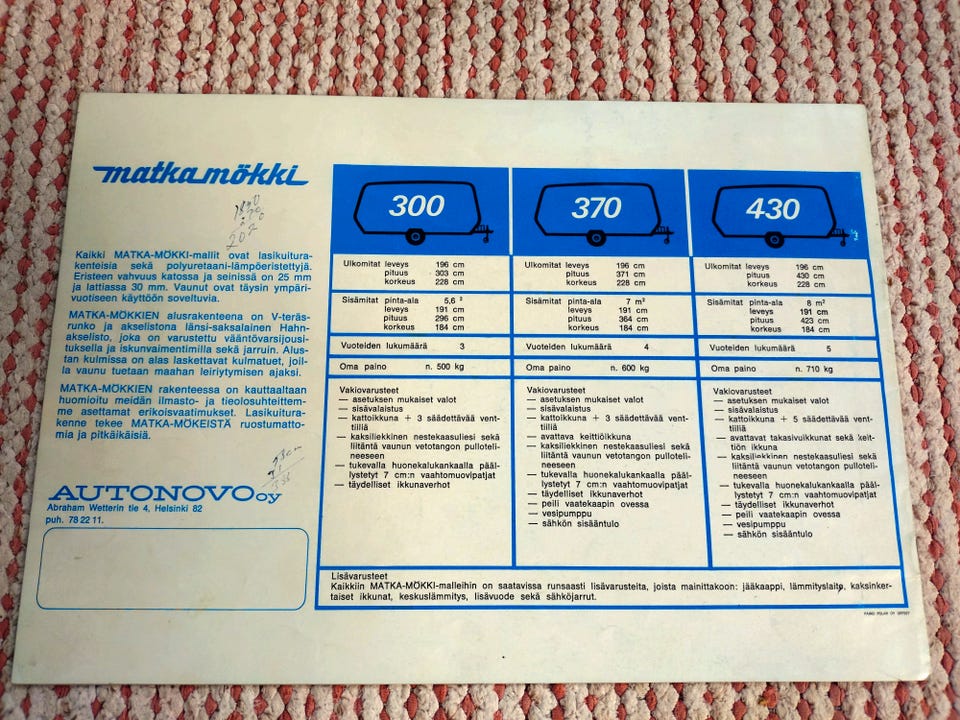 matka mökki
Kaikki MATKA-MÖKKI-mallit ovat lasikuitura-
kenteisia sekä polyuretaani-lämpöeristettyjä.
Eristeen vahvuus katossa ja seinissä on 25 mm
ja lattiassa 30 mm. Vaunut ovat täysin ympäri-
vuotiseen käyttöön soveltuvia.
MATKA-MÖKKIEN alusrakenteena on V-teräs-
runko ja akselistona länsi-saksalainen Hahn-
akselisto, joka on varustettu vääntövarsijousi-
tuksella ja iskunvaimentimilla sekä jarruin. Alus-
tan kulmissa on alas laskettavat kulmatuet, joil-
la vaunu tuetaan maahan leiriytymisen ajaksi.
MATKA-MÖKKIEN rakenteessa on kauttaaltaan
huomioitu meidän ilmasto- ja tieolosuhteittem-
me asettamat erikoisvaatimukset. Lasikuitura-
kenne tekee MATKA-MÖKEISTÄ ruostumatto-
mia ja pitkäikäisiä.
AUTONOVO oy
Abraham Wetterin tie 4, Helsinki 82
puh. 78 22 11.
300
Ulkomitat leveys 196 cm
pituus 303 cm
korkeus 228 cm
Sisämitat pinta-ala 5,6 ²
leveys 191 cm
pituus 296 cm
korkeus 184 cm
Vuoteiden lukumäärä 3
Oma paino n. 500 kg
Vakiovarusteet
— asetuksen mukaiset valot
— sisävalaistus
— kattoikkuna + 3 säädettävää vent-
tiiliä
— kaksiliekkinen nestekaasuliesi sekä
liitäntä vaunun vetotangon pulloteli-
neeseen
— tukevalla huonekalukankaalla pääl-
lystetyt 7 cm:n vaahtomuovipatjat
— täydelliset ikkunaverhot
370
Ulkomitat leveys 196 cm
pituus 371 cm
korkeus 228 cm
Sisämitat pinta-ala 7 m²
leveys 191 cm
pituus 364 cm
korkeus 184 cm
Vuoteiden lukumäärä 4
Oma paino n. 600 kg
Vakiovarusteet
— asetuksen mukaiset valot
— sisävalaistus
— kattoikkuna + 3 säädettävää vent-
tiiliä
— avattava keittiöikkuna
— kaksiliekkinen nestekaasuliesi sekä
liitäntä vaunun vetotangon pulloteli-
neeseen
— tukevalla huonekalukankaalla pääl-
lystetyt 7 cm:n vaahtomuovipatjat
— täydelliset ikkunaverhot
— peili vaatekaapin ovessa
— vesipumppu
— sähkön sisääntulo
430
Ulkomitat leveys 196 cm
pituus 430 cm
korkeus 228 cm
Sisämitat pinta-ala 8 m²
leveys 191 cm
pituus 423 cm
korkeus 184 cm
Vuoteiden lukumäärä 5
Oma paino n. 710 kg
Vakiovarusteet
— asetuksen mukaiset valot
— sisävalaistus
— kattoikkuna + 5 säädettävää vent-
tiiliä
— avattavat takasivuikkunat sekä keit-
tiön ikkuna
— kaksiliekkinen nestekaasuliesi sekä
liitäntä vaunun vetotangon pulloteli-
neeseen
— tukevalla huonekalukankaalla pääl-
lystetyt 7 cm:n vaahtomuovipatjat
— täydelliset ikkunaverhot
— peili vaatekaapin ovessa
— vesipumppu
— sähkön sisääntulo
Lisävarusteet
Kaikkiin MATKA-MÖKKI-malleihin on saatavissa runsaasti lisävarusteita, joista mainittakoon: jääkaappi, lämmityslaite, kaksinker-
taiset ikkunat, keskuslämmitys, lisävuode sekä sähköjarrut.